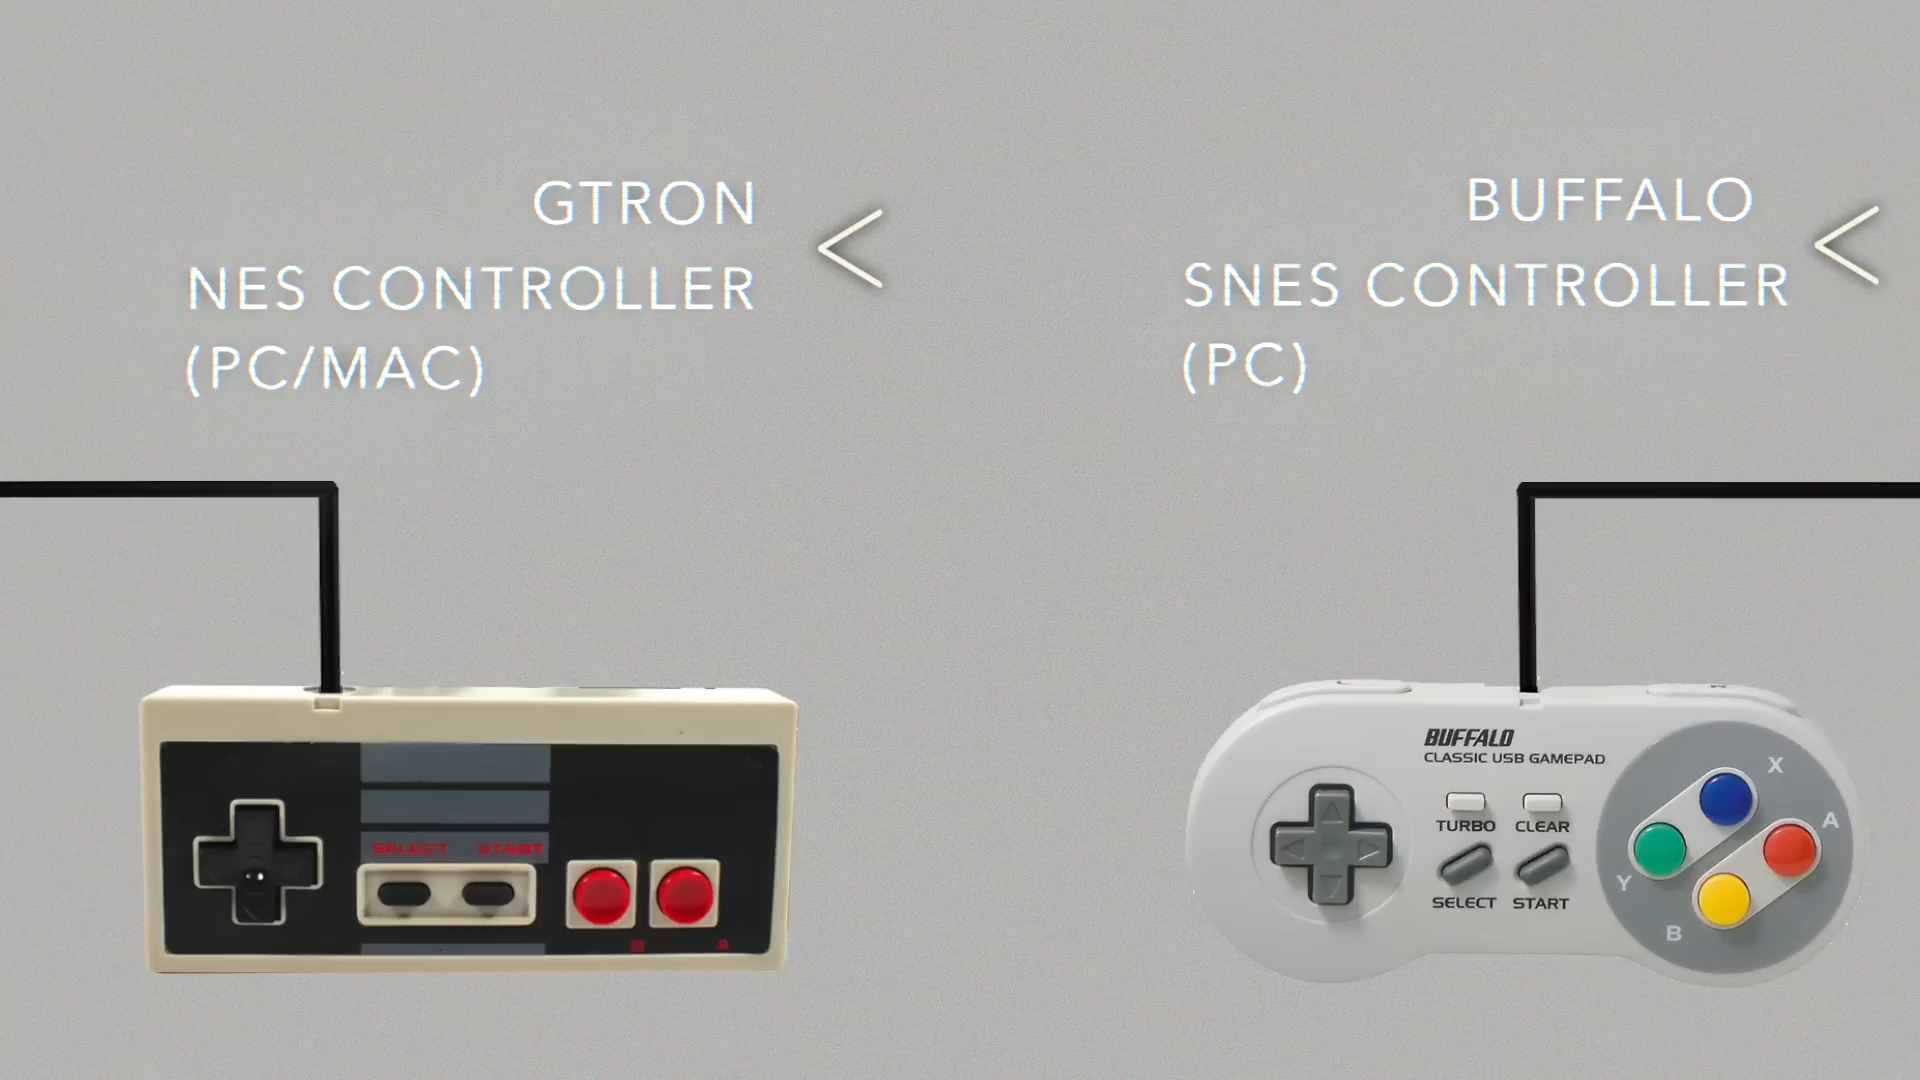 GTRON
NES CONTROLLER
(PC/MAC)
BUFFALO
SNES CONTROLLER
(PC)
SELECT START
B A
BUFFALO
CLASSIC USB GAMEPAD
TURBO CLEAR
SELECT START
X
A
Y
B